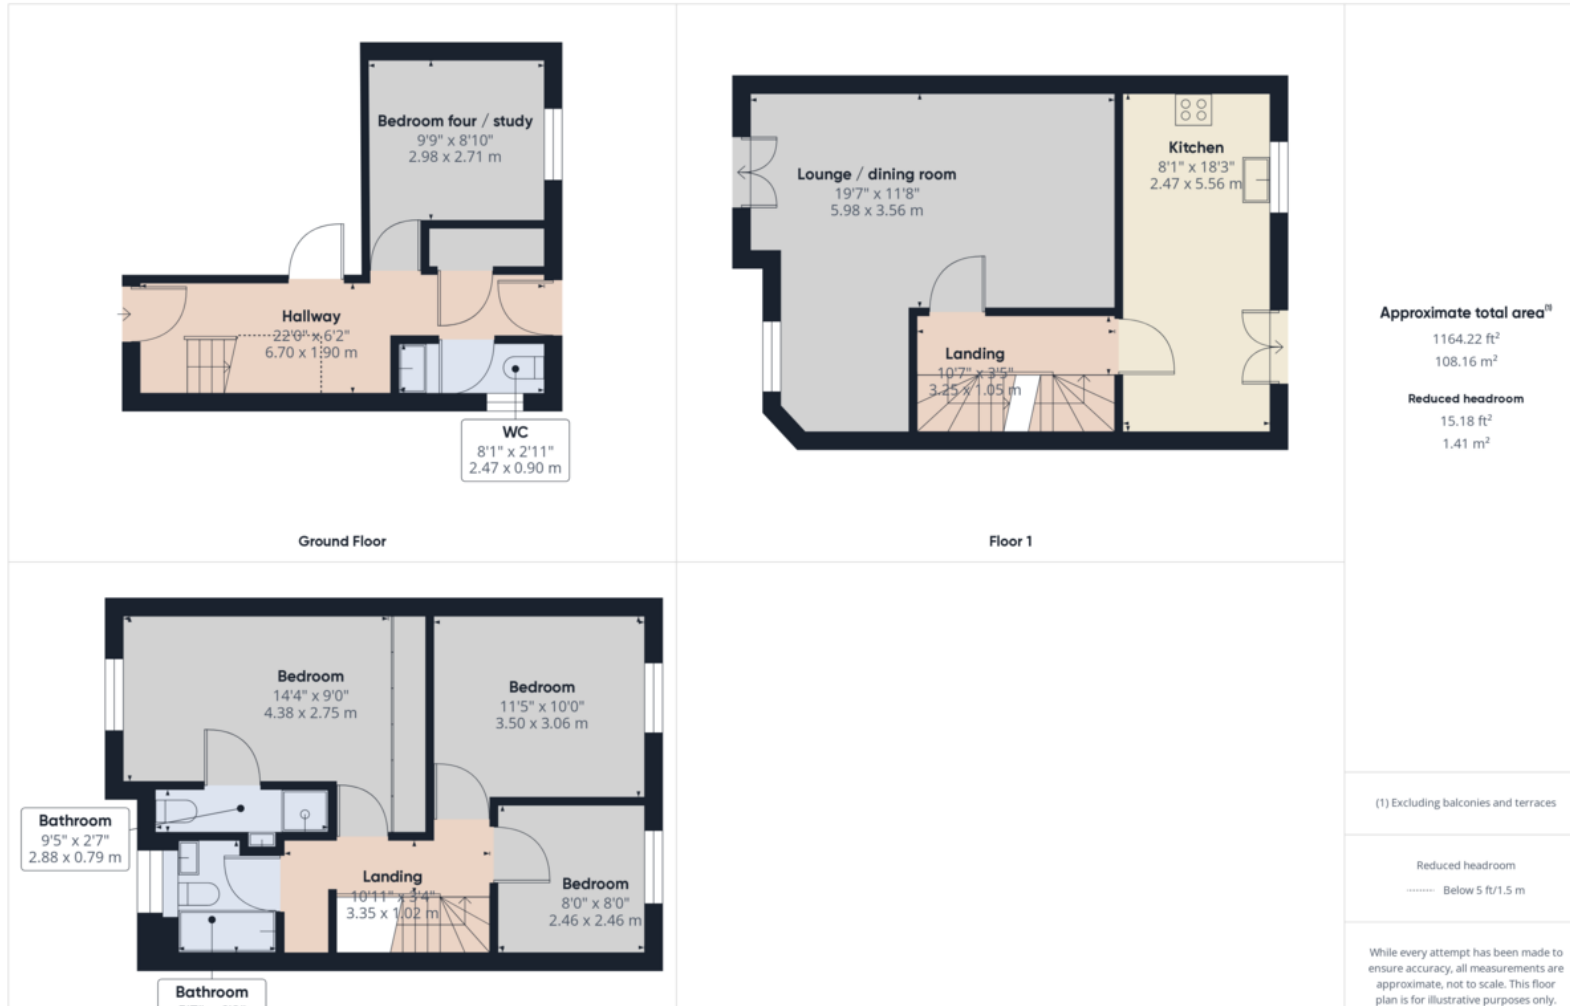 Bedroom four / study
9'9" x 8'10"
2.98 x 2.71 m
Hallway
22'0" x 6'2"
6.70 x 1.90 m
WC
8'1" x 2'11"
2.47 x 0.90 m
Ground Floor
Lounge / dining room
19'7" x 11'8"
5.98 x 3.56 m
Kitchen
8'1" x 18'3"
2.47 x 5.56 m
Landing
10'7" x 3'5"
3.25 x 1.05 m
Floor 1
Bedroom
14'4" x 9'0"
4.38 x 2.75 m
Bedroom
11'5" x 10'0"
3.50 x 3.06 m
Bathroom
9'5" x 2'7"
2.88 x 0.79 m
Landing
10'11" x 3'4"
3.35 x 1.02 m
Bedroom
8'0" x 8'0"
2.46 x 2.46 m
Bathroom
Approximate total area(1)
1164.22 ft²
108.16 m²
Reduced headroom
15.18 ft²
1.41 m²
(1) Excluding balconies and terraces
Reduced headroom
Below 5 ft/1.5 m
While every attempt has been made to
ensure accuracy, all measurements are
approximate, not to scale. This floor
plan is for illustrative purposes only.